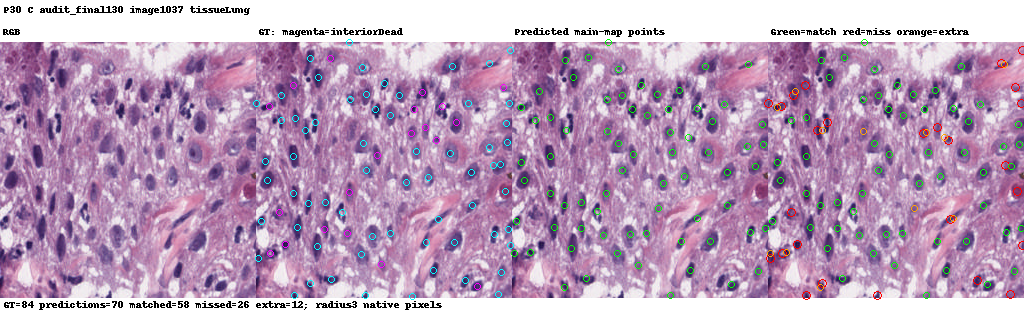 P30 C audit_final130 image1037 tissueLung
RGB GT: magenta=interiorDead Predicted main-map points Green=match red=miss orange=extra
GT=84 predictions=70 matched=58 missed=26 extra=12; radius3 native pixels